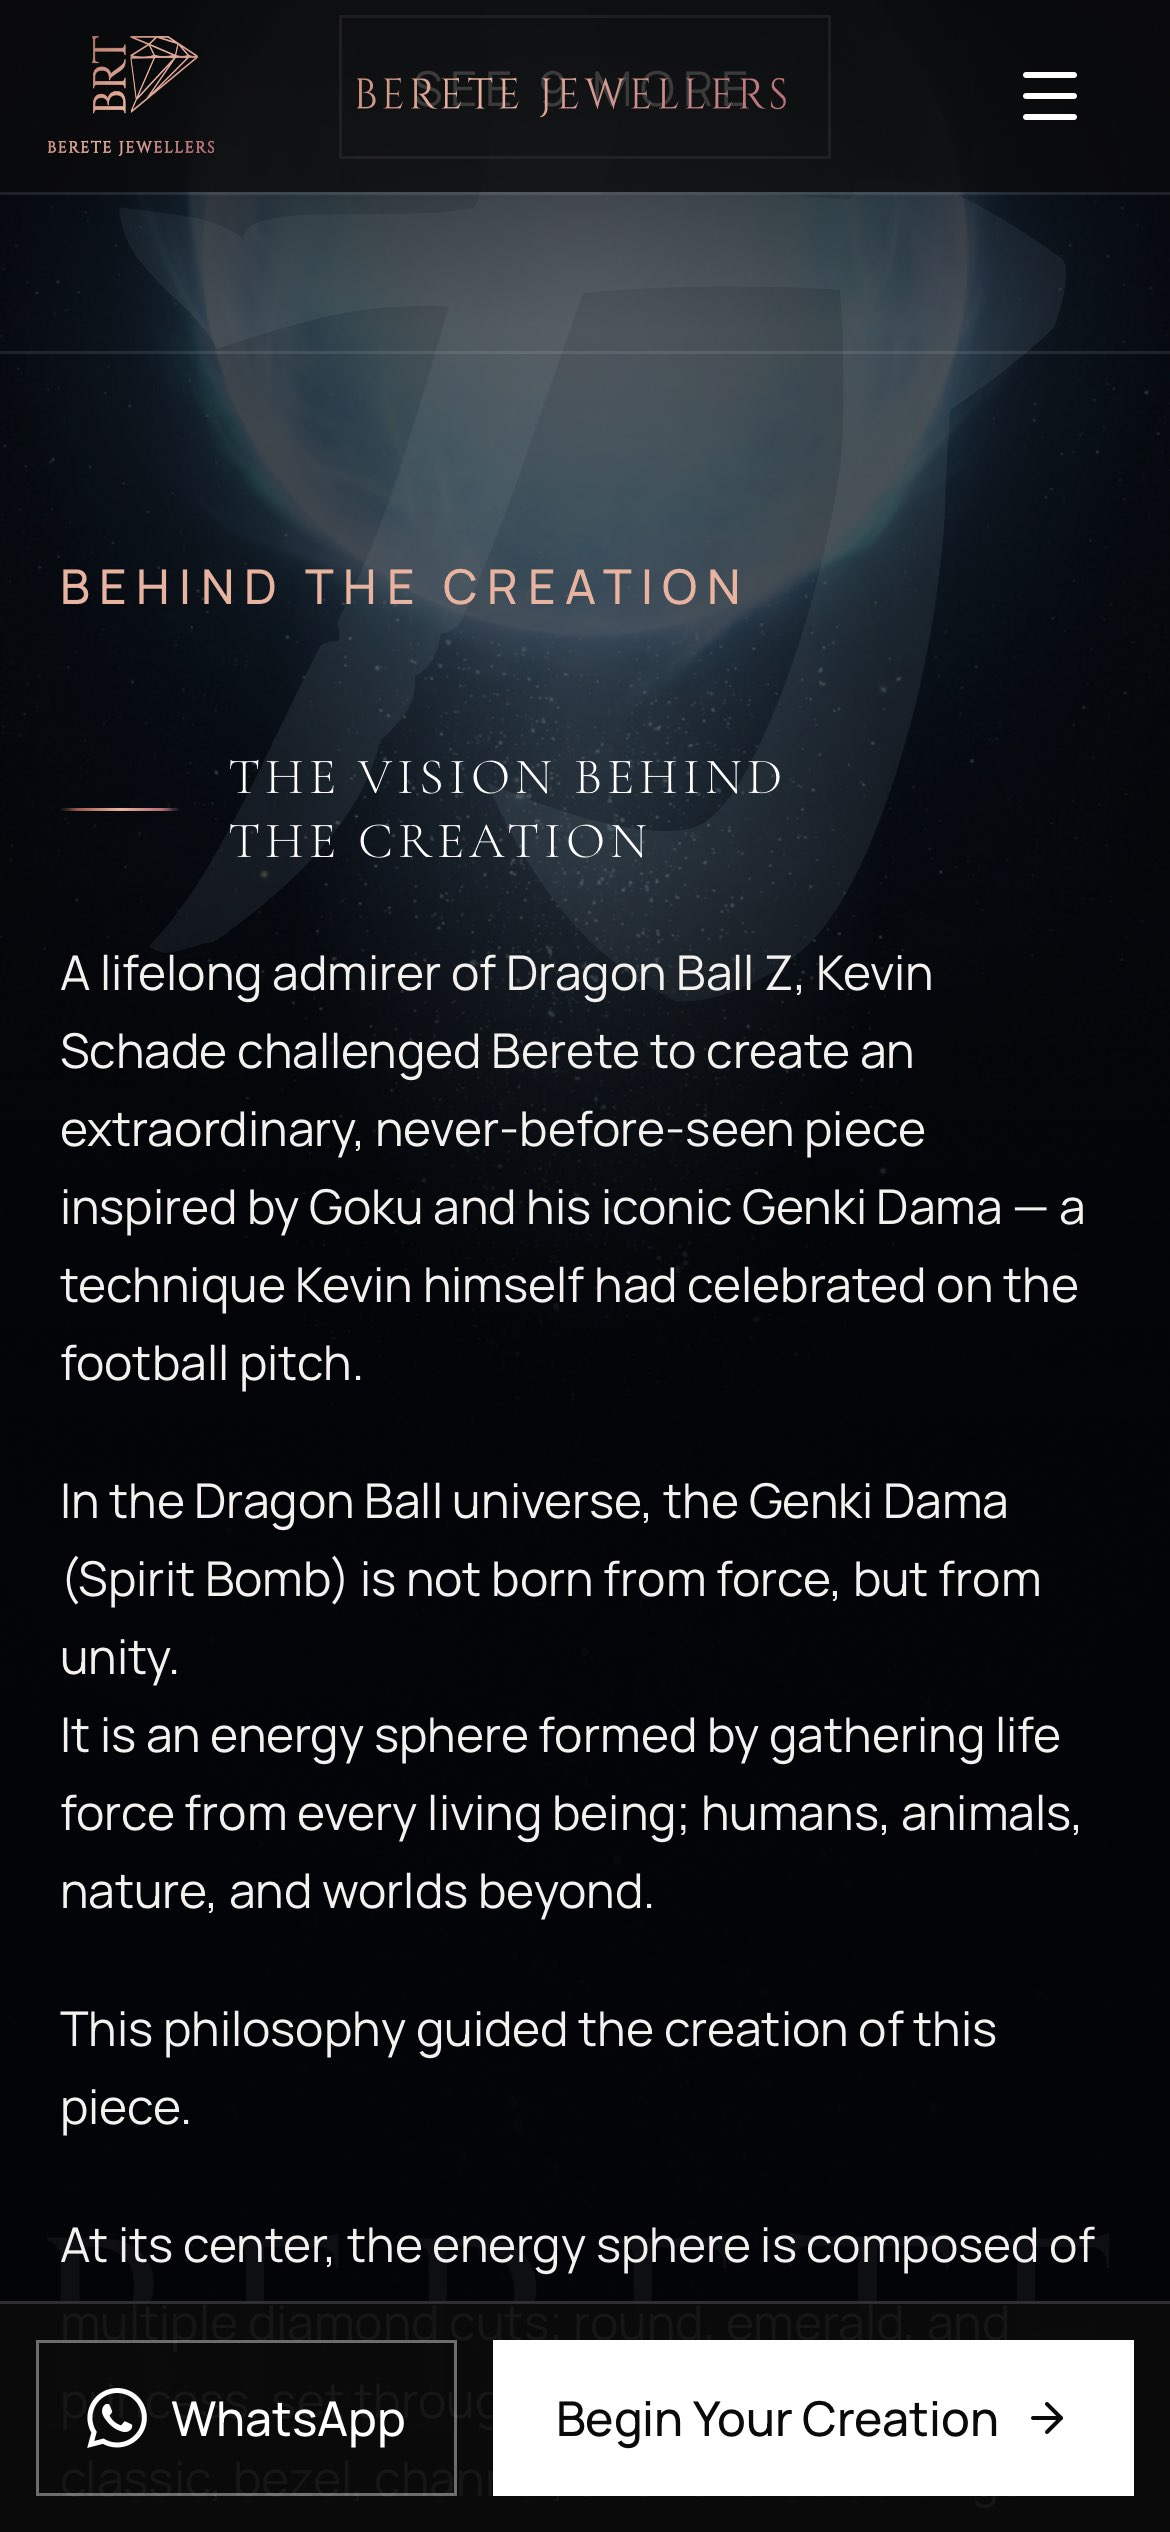 BRT
BERETE JEWELLERS
BERETE JEWELLERS
SEE 9 MORE
BEHIND THE CREATION
THE VISION BEHIND
THE CREATION
A lifelong admirer of Dragon Ball Z, Kevin
Schade challenged Berete to create an
extraordinary, never-before-seen piece
inspired by Goku and his iconic Genki Dama — a
technique Kevin himself had celebrated on the
football pitch.
In the Dragon Ball universe, the Genki Dama
(Spirit Bomb) is not born from force, but from
unity.
It is an energy sphere formed by gathering life
force from every living being; humans, animals,
nature, and worlds beyond.
This philosophy guided the creation of this
piece.
At its center, the energy sphere is composed of
multiple diamond cuts: round, emerald, and
classic, bezel,
WhatsApp
Begin Your Creation →